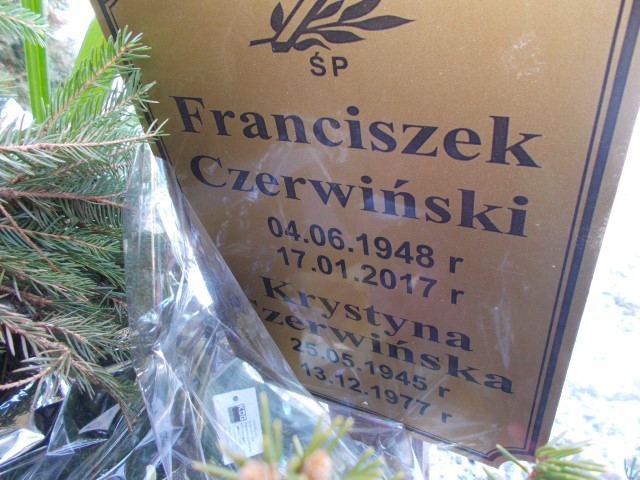 ŚP
Franciszek
Czerwiński
04.06.1948 r
17.01.2017 r
Krystyna
Czerwińska
25.05.1945 r
13.12.1977 r